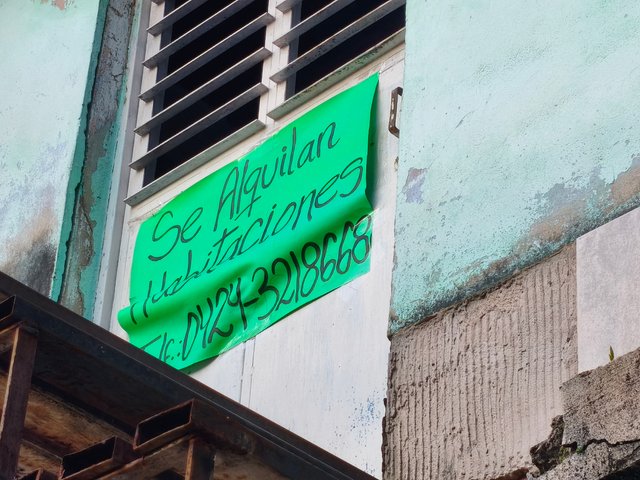 Se Alquilan
Habitaciones
Tlf.: 0424-3218668